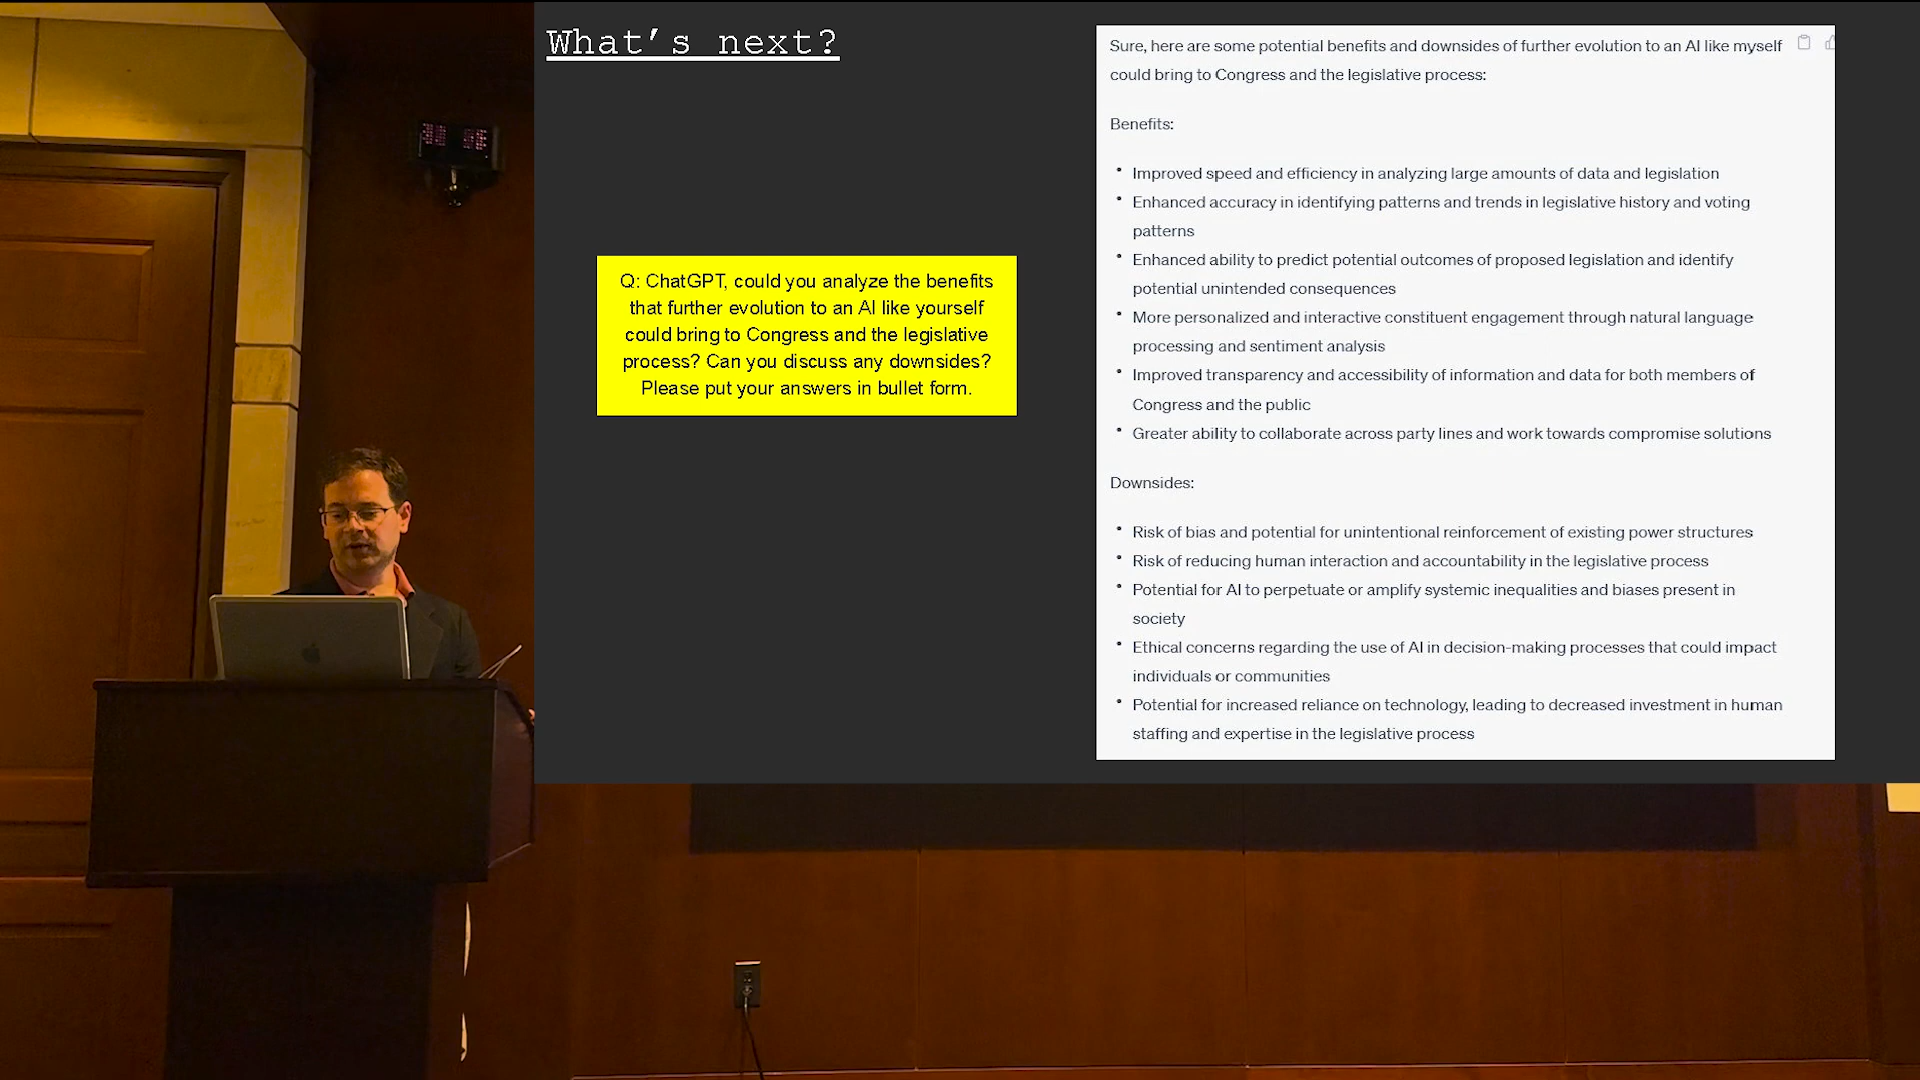 What's next?
Q: ChatGPT, could you analyze the benefits
that further evolution to an AI like yourself
could bring to Congress and the legislative
process? Can you discuss any downsides?
Please put your answers in bullet form.
Sure, here are some potential benefits and downsides of further evolution to an AI like myself
could bring to Congress and the legislative process:
Benefits:
• Improved speed and efficiency in analyzing large amounts of data and legislation
• Enhanced accuracy in identifying patterns and trends in legislative history and voting
patterns
• Enhanced ability to predict potential outcomes of proposed legislation and identify
potential unintended consequences
• More personalized and interactive constituent engagement through natural language
processing and sentiment analysis
• Improved transparency and accessibility of information and data for both members of
Congress and the public
• Greater ability to collaborate across party lines and work towards compromise solutions
Downsides:
• Risk of bias and potential for unintentional reinforcement of existing power structures
• Risk of reducing human interaction and accountability in the legislative process
• Potential for AI to perpetuate or amplify systemic inequalities and biases present in
society
• Ethical concerns regarding the use of AI in decision-making processes that could impact
individuals or communities
• Potential for increased reliance on technology, leading to decreased investment in human
staffing and expertise in the legislative process